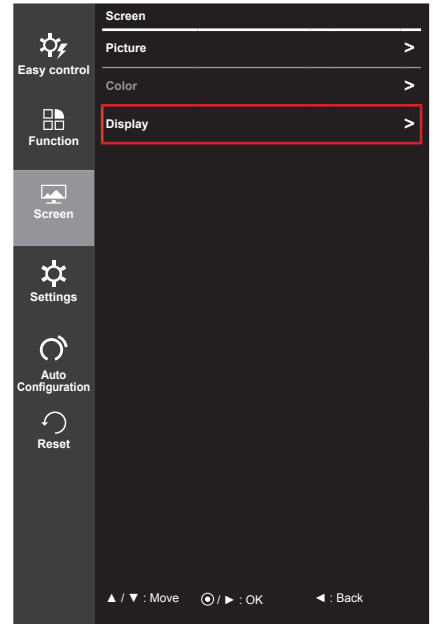 Screen
Easy control
Picture >
Color >
Function
Display >
Screen
Settings
Auto
Configuration
Reset
▲ / ▼ : Move ⦿ / ► : OK ◄ : Back